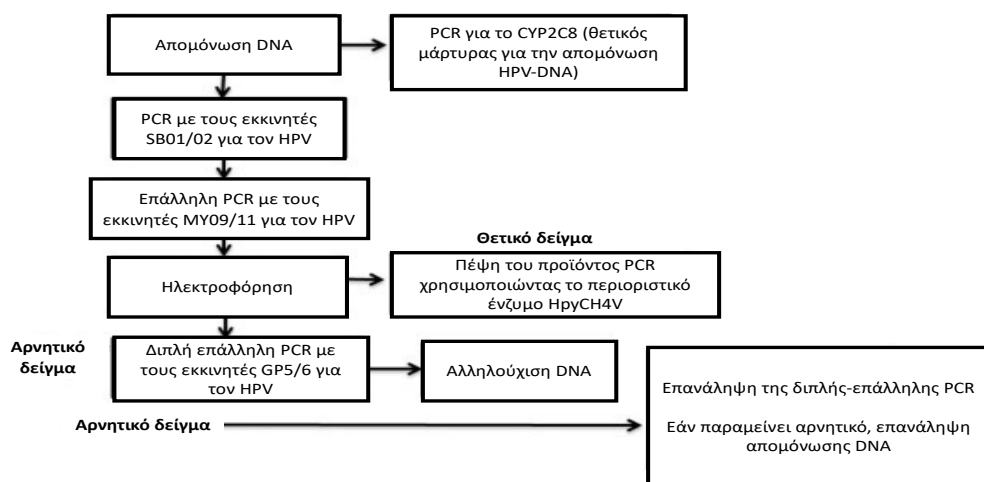 Απομόνωση DNA
PCR για το CYP2C8 (θετικός
μάρτυρας για την απομόνωση
HPV-DNA)
PCR με τους εκκινητές
SB01/02 για τον HPV
Επάλληλη PCR με τους
εκκινητές MY09/11 για τον HPV
Θετικό δείγμα
Ηλεκτροφόρηση
Πέψη του προϊόντος PCR
χρησιμοποιώντας το περιοριστικό
ένζυμο HpyCH4V
Αρνητικό
δείγμα
Διπλή επάλληλη PCR με
τους εκκινητές GP5/6 για
τον HPV
Αλληλούχιση DNA
Επανάληψη της διπλής-επάλληλης PCR
Εάν παραμείνει αρνητικό, επανάληψη
απομόνωσης DNA
Αρνητικό δείγμα